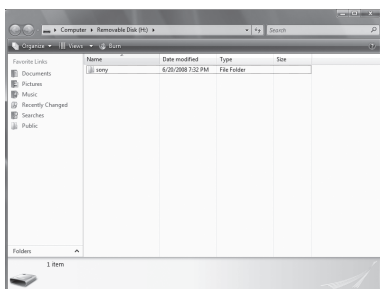 Computer ▸ Removable Disk (H:) ▸
Search
Organize Views Burn
Favorite Links
Documents
Pictures
Music
Recently Changed
Searches
Public
Folders
Name Date modified Type Size
sony 6/20/2008 7:32 PM File Folder
1 item